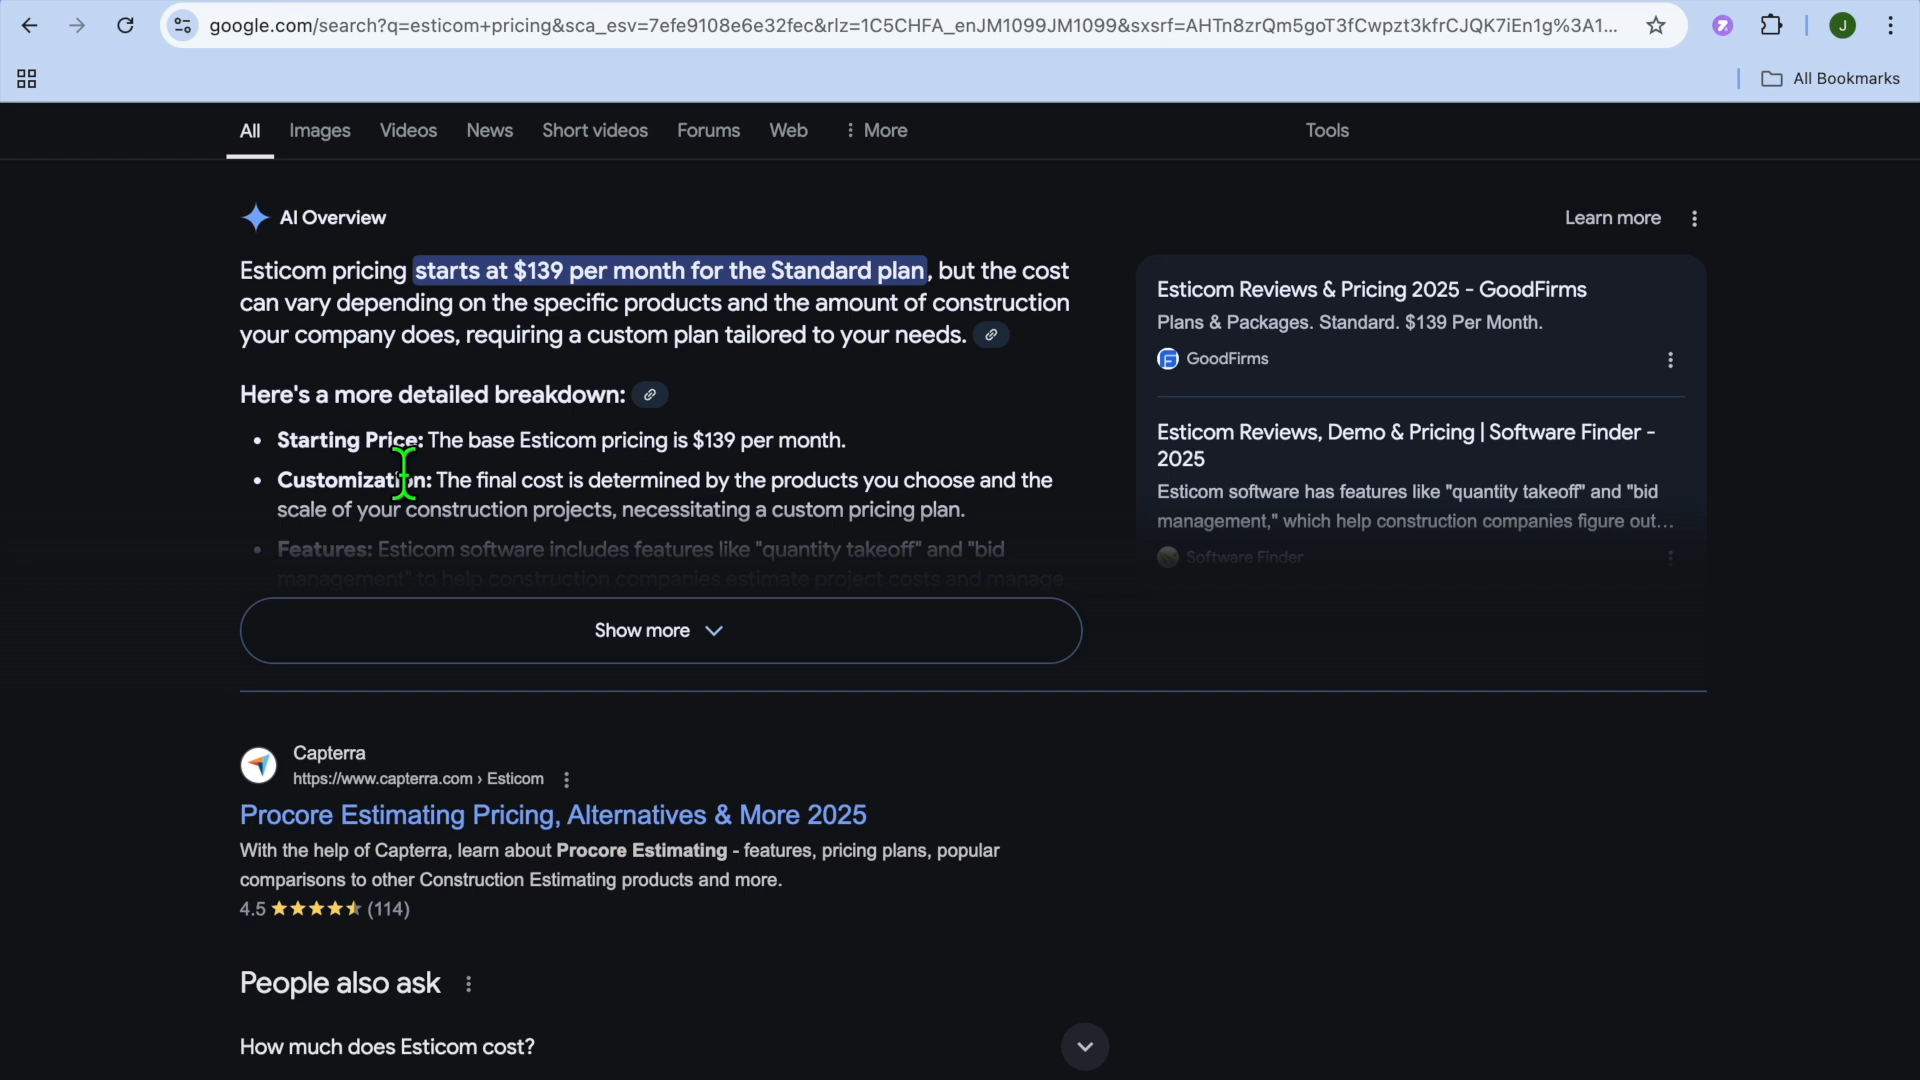 google.com/search?q=esticom+pricing&sca_esv=7efe9108e6e32fec&rlz=1C5CHFA_enJM1099JM1099&sxsrf=AHTn8zrQm5goT3fCwpzt3kfrCJQK7iEn1g%3A1...
J
All Bookmarks
All
Images
Videos
News
Short videos
Forums
Web
More
Tools
AI Overview
Learn more
Esticom pricing starts at $139 per month for the Standard plan, but the cost
can vary depending on the specific products and the amount of construction
your company does, requiring a custom plan tailored to your needs.
Here's a more detailed breakdown:
• Starting Price: The base Esticom pricing is $139 per month.
• Customization: The final cost is determined by the products you choose and the
scale of your construction projects, necessitating a custom pricing plan.
• Features: Esticom software includes features like "quantity takeoff" and "bid
management" to help construction companies estimate project costs and manage
Show more
Esticom Reviews & Pricing 2025 - GoodFirms
Plans & Packages. Standard. $139 Per Month.
GoodFirms
Esticom Reviews, Demo & Pricing | Software Finder -
2025
Esticom software has features like "quantity takeoff" and "bid
management," which help construction companies figure out...
Software Finder
Capterra
https://www.capterra.com › Esticom
Procore Estimating Pricing, Alternatives & More 2025
With the help of Capterra, learn about Procore Estimating - features, pricing plans, popular
comparisons to other Construction Estimating products and more.
4.5 (114)
People also ask
How much does Esticom cost?